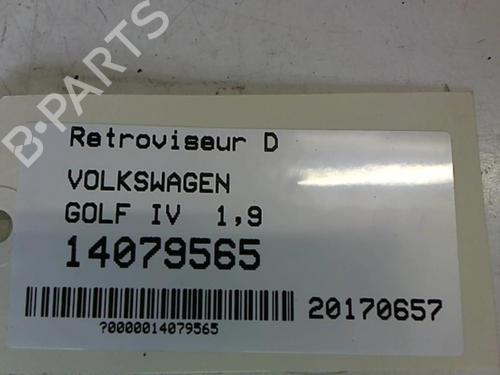 B-PARTS
Retroviseur D
VOLKSWAGEN
GOLF IV 1,9
14079565
20170657
?0000014079565